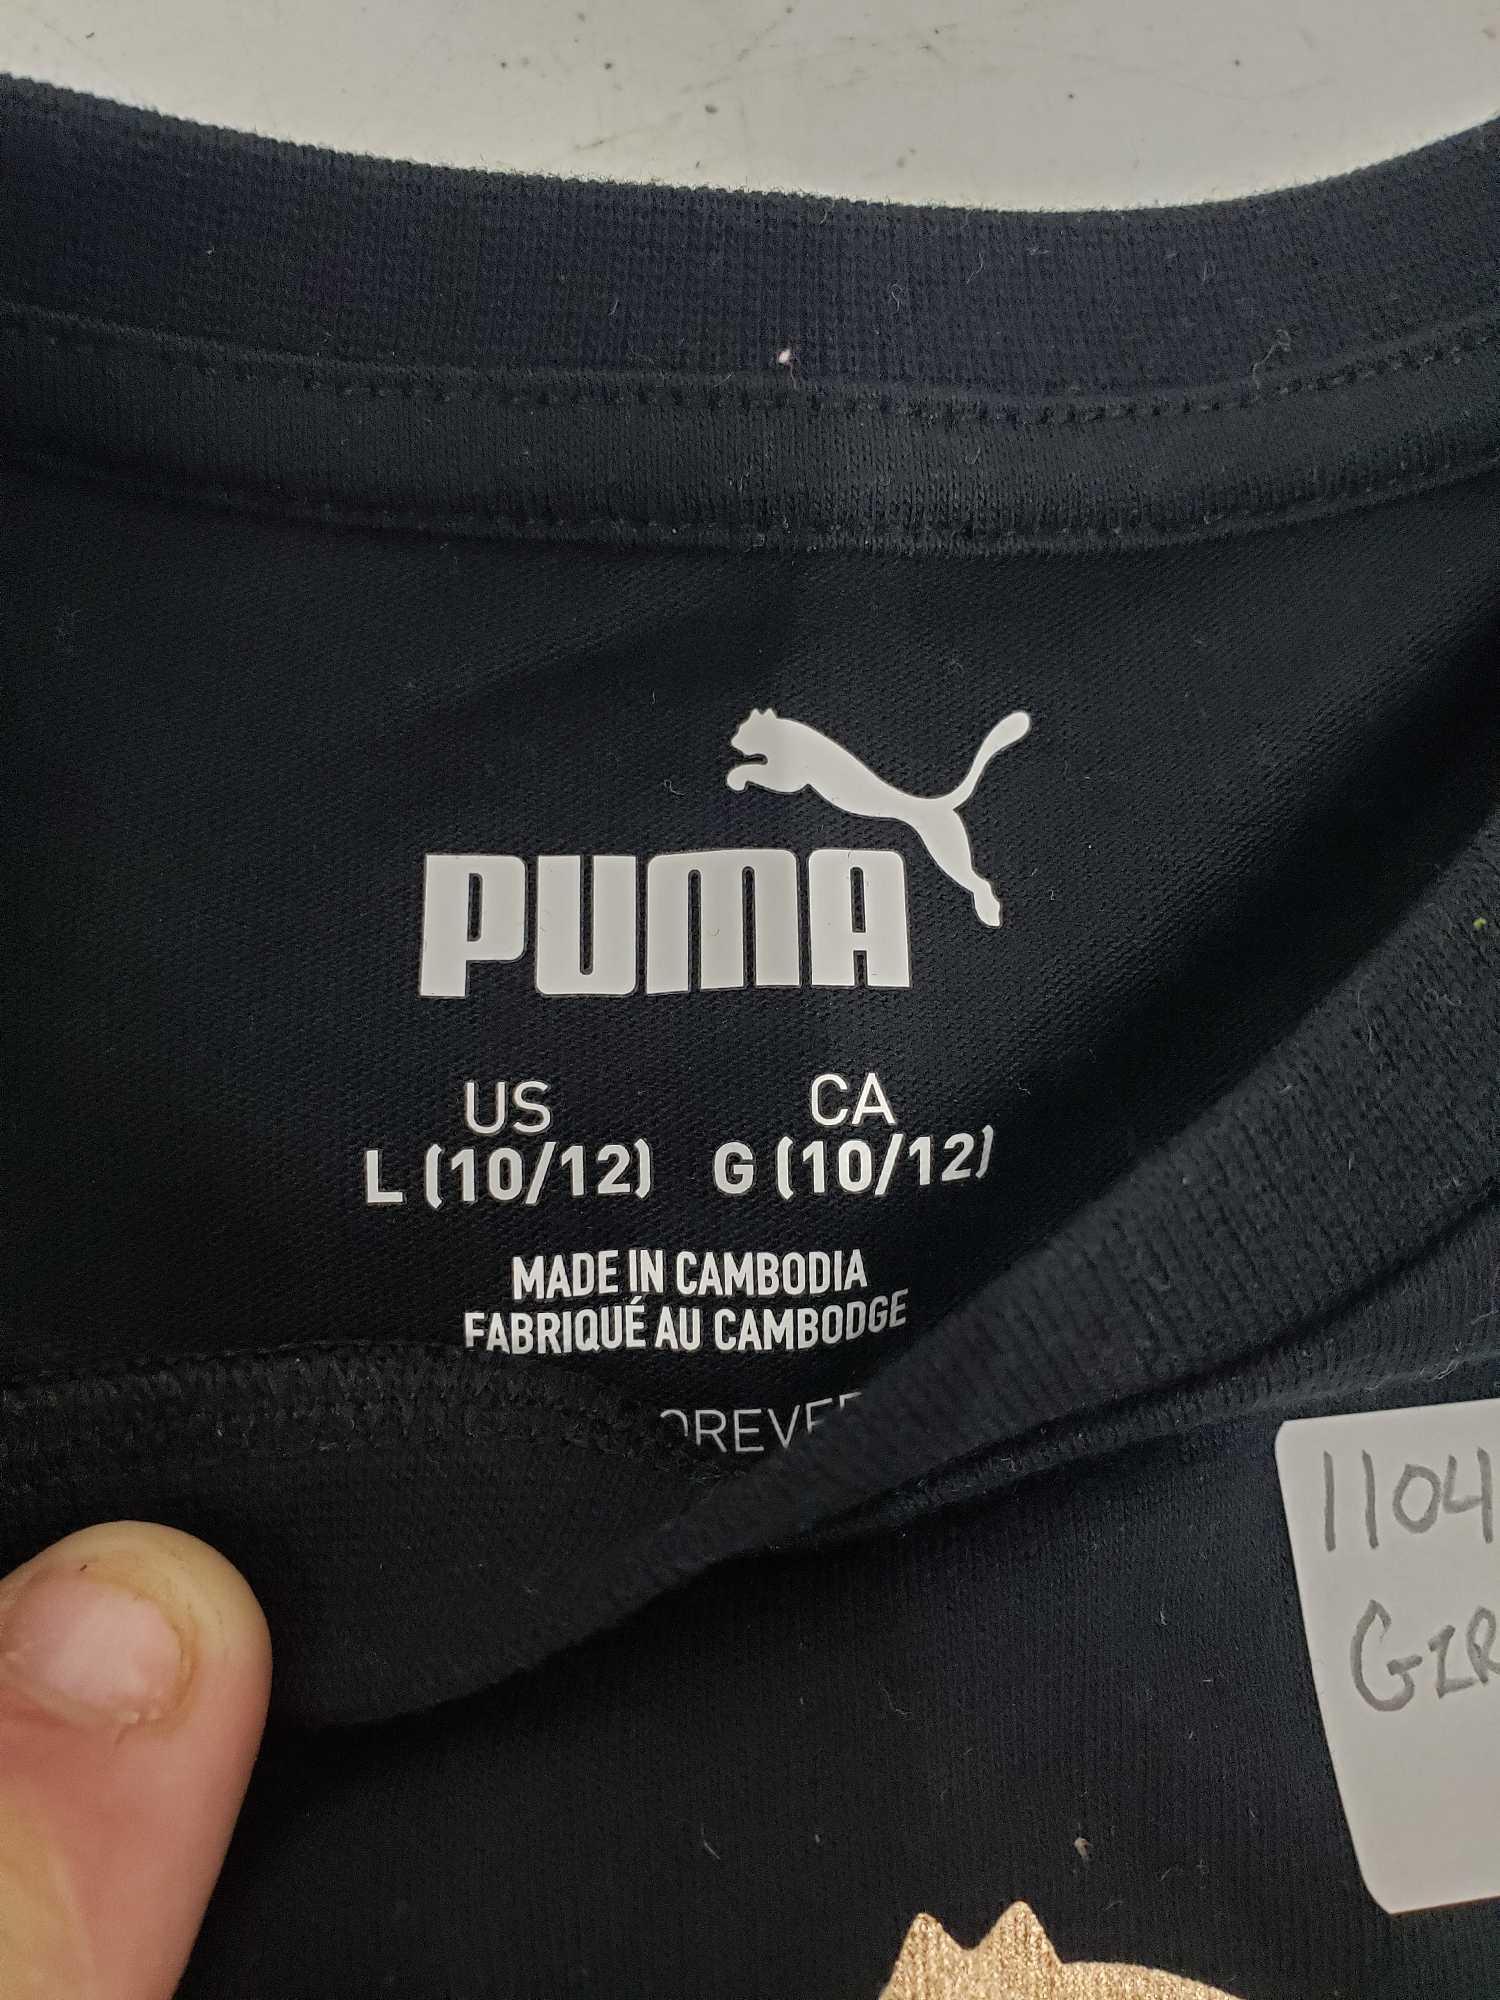 PUMA
US CA
L (10/12) G (10/12)
MADE IN CAMBODIA
FABRIQUÉ AU CAMBODGE
1104